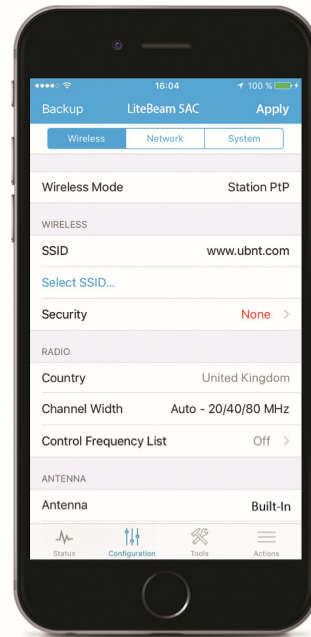 16:04 100 %
Backup LiteBeam 5AC Apply
Wireless Network System
Wireless Mode Station PtP
WIRELESS
SSID www.ubnt.com
Select SSID...
Security None >
RADIO
Country United Kingdom
Channel Width Auto - 20/40/80 MHz
Control Frequency List Off >
ANTENNA
Antenna Built-In
Status Configuration Tools Actions